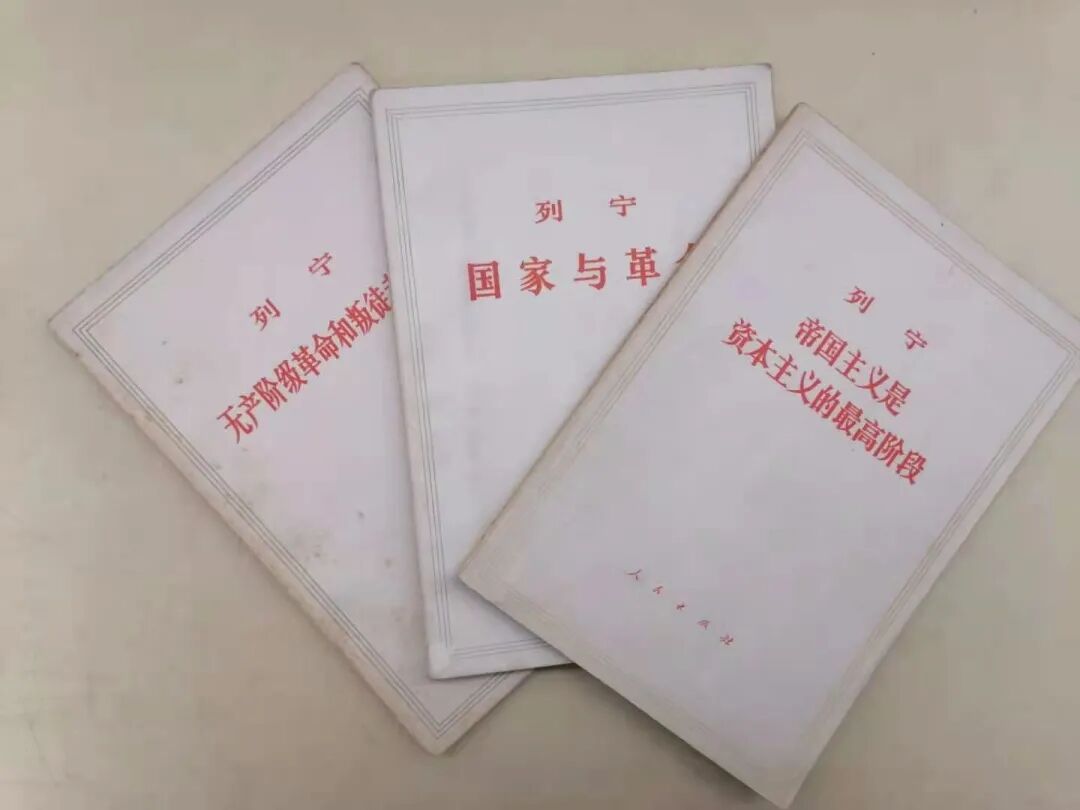 列宁
无产阶级革命和叛徒
列宁
国家与革
列宁
帝国主义是
资本主义的最高阶段
人民出版社